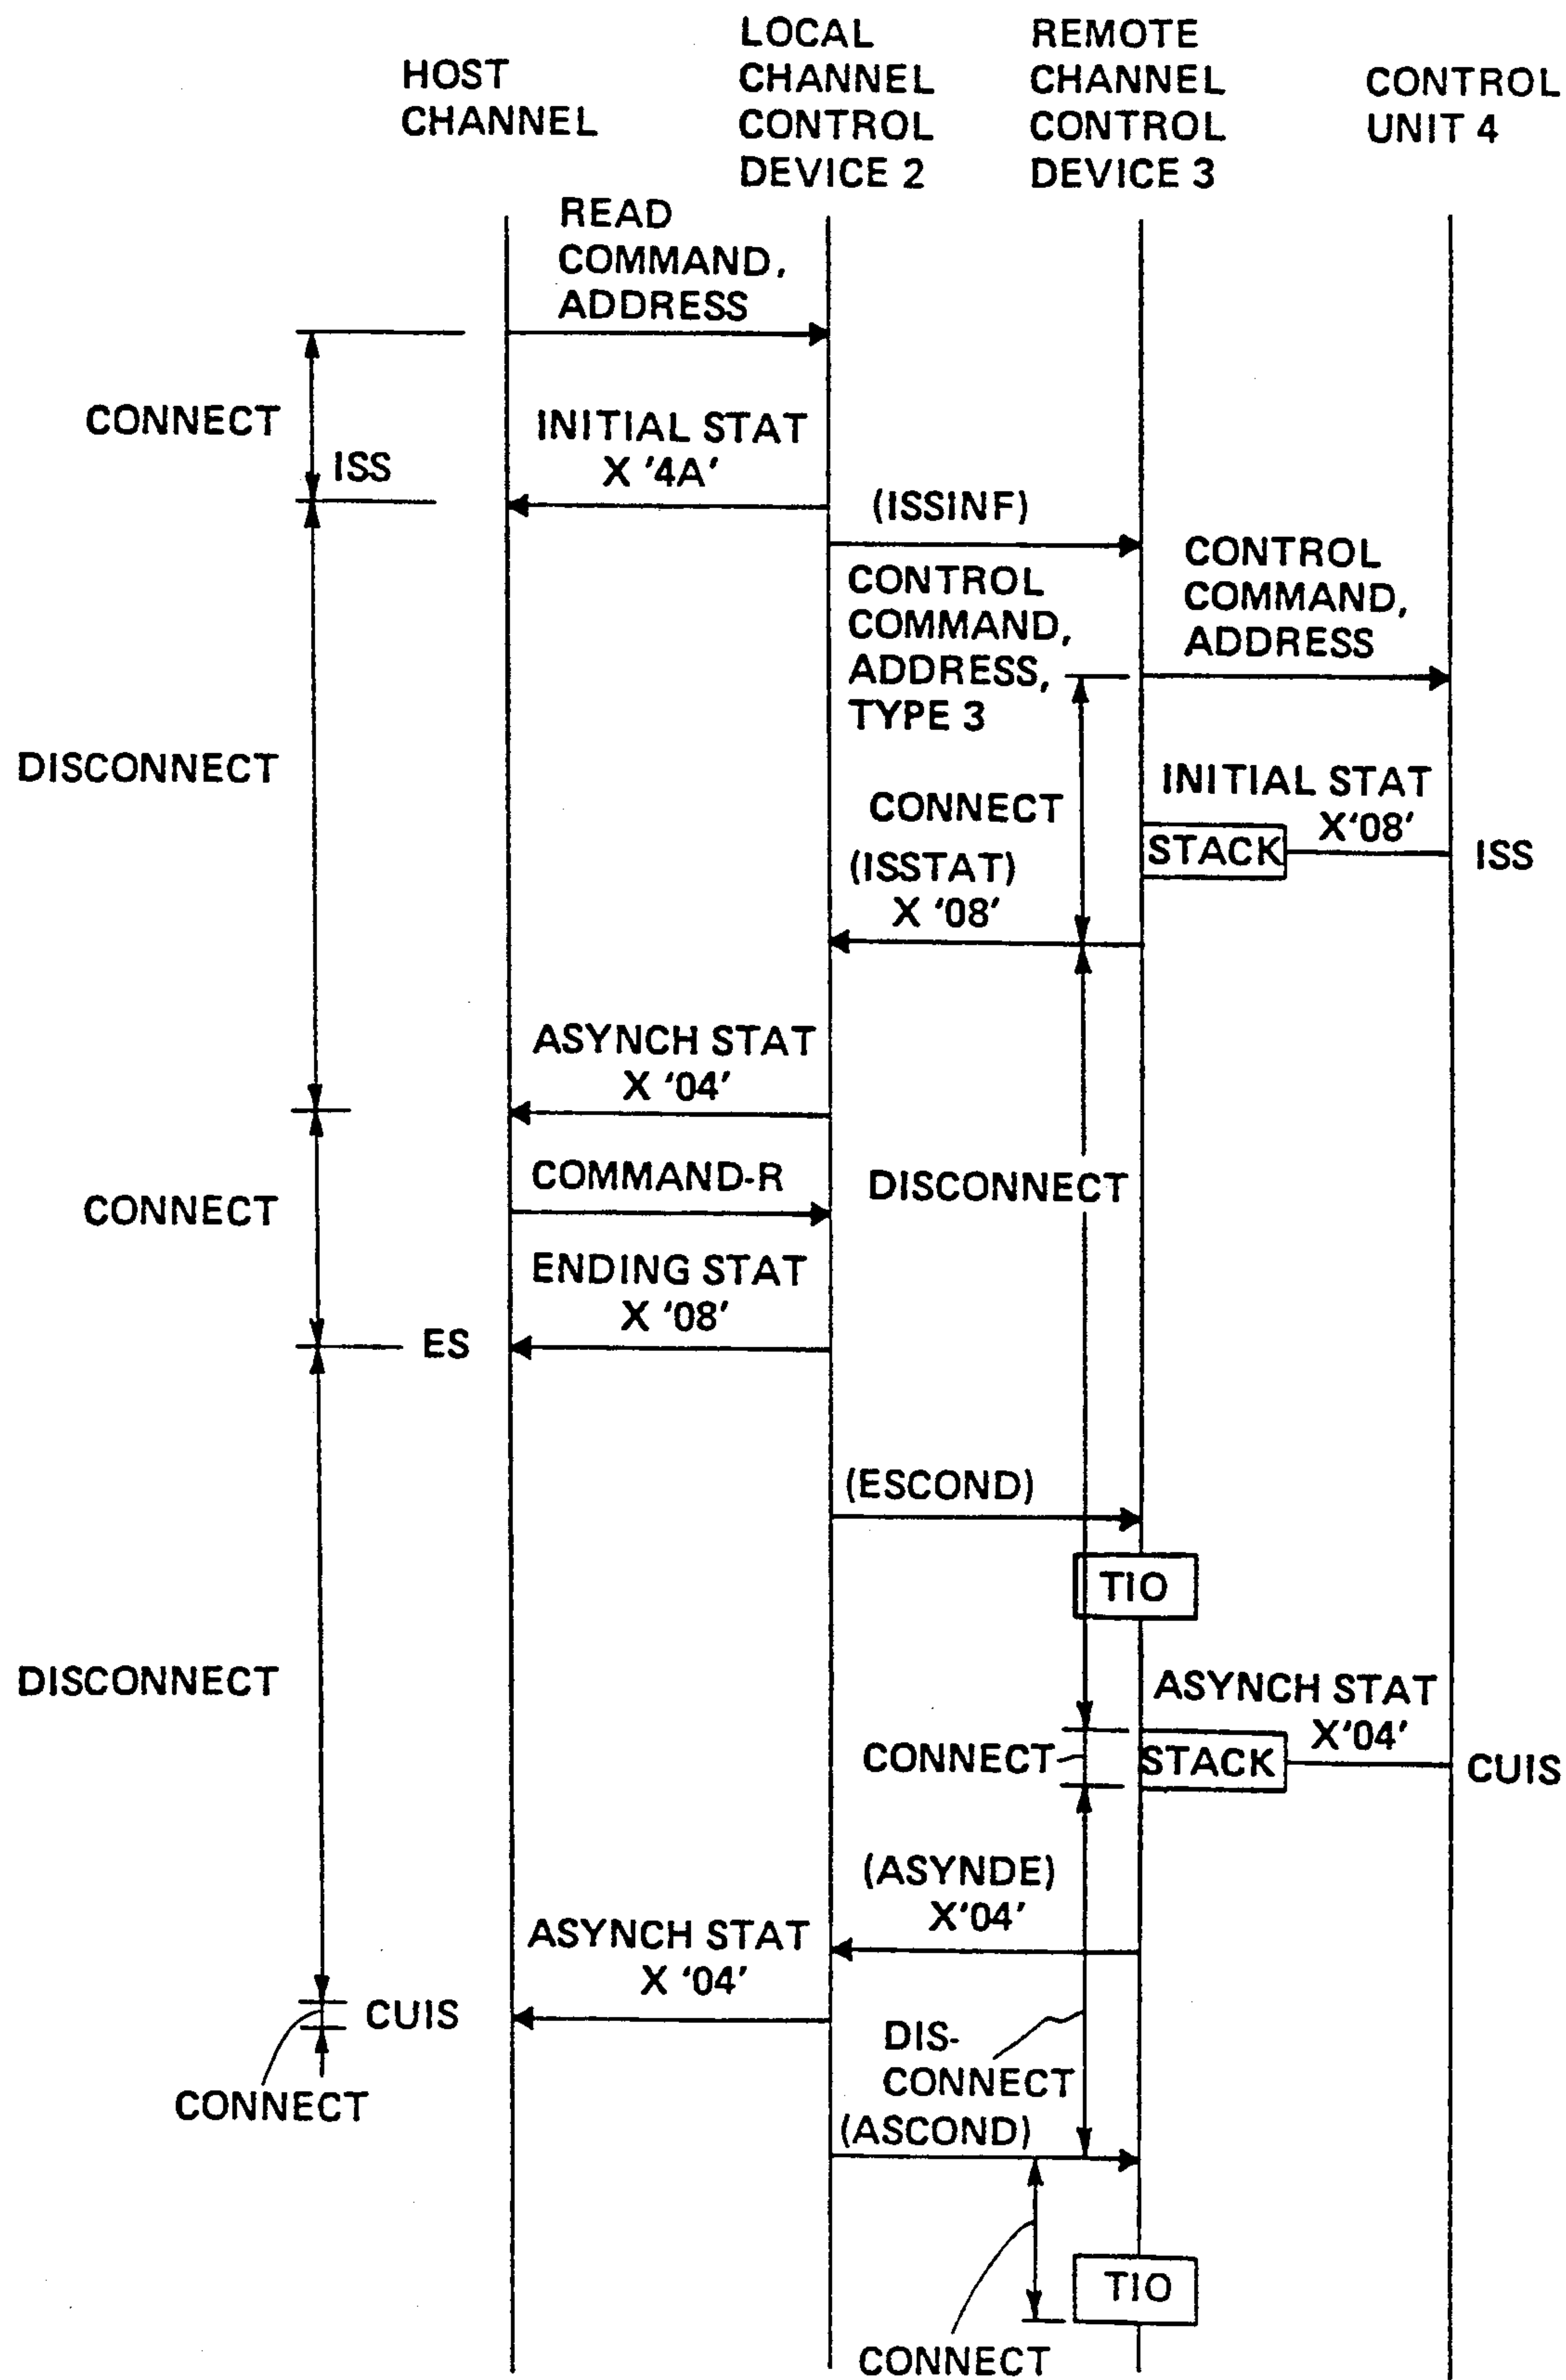 HOST
CHANNEL
LOCAL
CHANNEL
CONTROL
DEVICE 2
REMOTE
CHANNEL
CONTROL
DEVICE 3
CONTROL
UNIT 4
READ
COMMAND,
ADDRESS
CONNECT
ISS
INITIAL STAT
X '4A'
(ISSINF)
CONTROL
COMMAND,
ADDRESS,
TYPE 3
CONTROL
COMMAND,
ADDRESS
DISCONNECT
CONNECT
INITIAL STAT
X'08'
STACK
ISS
(ISSTAT)
X '08'
ASYNCH STAT
X '04'
CONNECT
COMMAND-R
DISCONNECT
ENDING STAT
X '08'
ES
(ESCOND)
TIO
DISCONNECT
ASYNCH STAT
X'04'
CONNECT
STACK
CUIS
(ASYNDE)
X'04'
ASYNCH STAT
X '04'
CUIS
CONNECT
DIS-
CONNECT
(ASCOND)
TIO
CONNECT